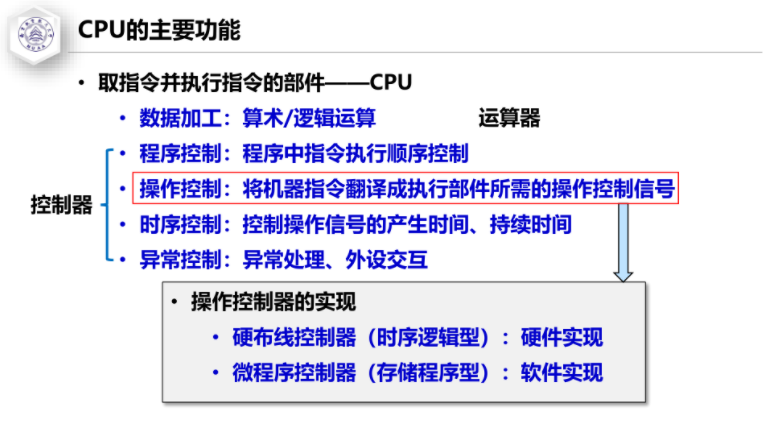 CPU的主要功能
• 取指令并执行指令的部件——CPU
• 数据加工：算术/逻辑运算 运算器
• 程序控制：程序中指令执行顺序控制
• 操作控制：将机器指令翻译成执行部件所需的操作控制信号
控制器
• 时序控制：控制操作信号的产生时间、持续时间
• 异常控制：异常处理、外设交互
• 操作控制器的实现
• 硬布线控制器（时序逻辑型）：硬件实现
• 微程序控制器（存储程序型）：软件实现